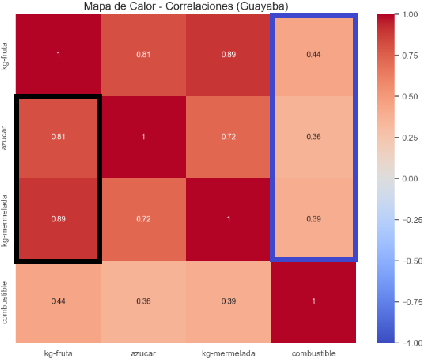 Mapa de Calor - Correlaciones (Guayaba)
kg-fruta 1 0.81 0.89 0.44
azucar 0.81 1 0.72 0.36
kg-mermelada 0.89 0.72 1 0.39
combustible 0.44 0.36 0.39 1
kg-fruta azucar kg-mermelada combustible
1.00
0.75
0.50
0.25
0.00
-0.25
-0.50
-0.75
-1.00